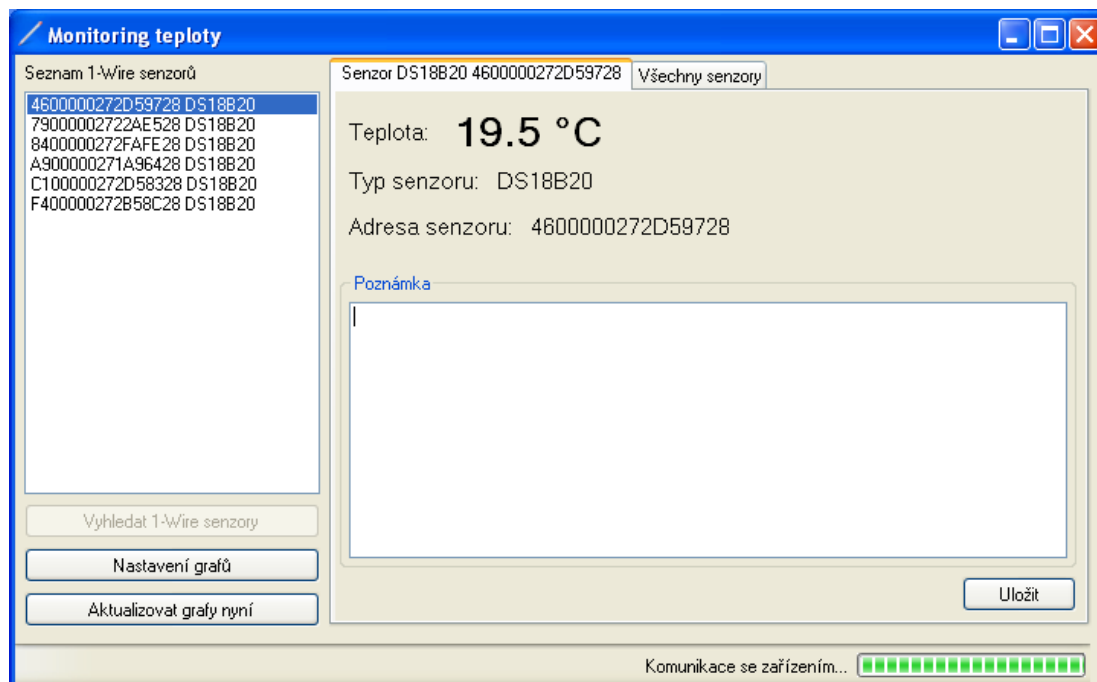 Monitoring teploty
Seznam 1-Wire senzorů
4600000272D59728 DS18B20
79000002722AE528 DS18B20
8400000272FAFE28 DS18B20
A900000271A96428 DS18B20
C100000272D58328 DS18B20
F400000272B58C28 DS18B20
Vyhledat 1-Wire senzory
Nastavení grafů
Aktualizovat grafy nyní
Senzor DS18B20 4600000272D59728
Všechny senzory
Teplota: 19.5 °C
Typ senzoru: DS18B20
Adresa senzoru: 4600000272D59728
Poznámka
Uložit
Komunikace se zařízením...